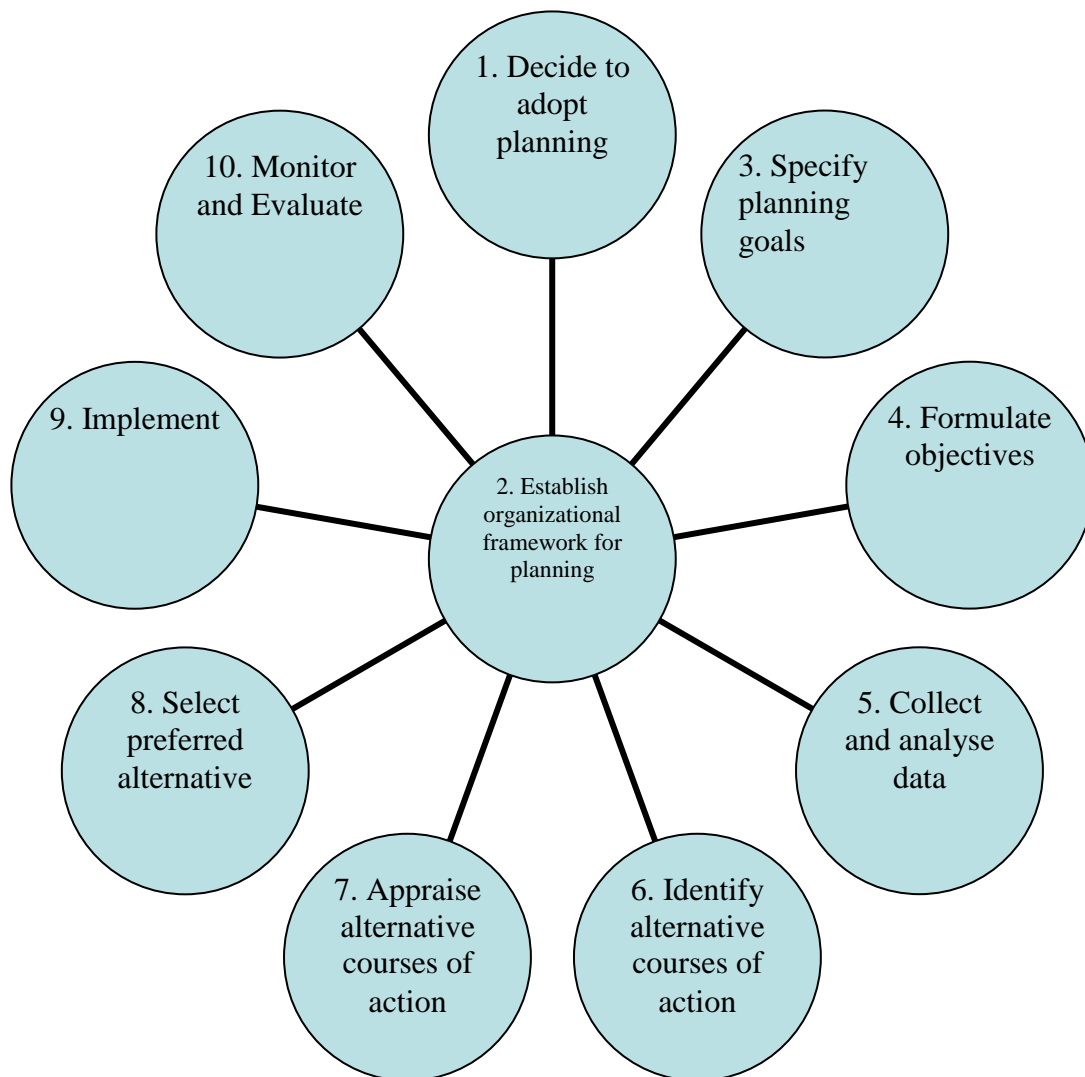 1. Decide to
adopt
planning
2. Establish
organizational
framework for
planning
3. Specify
planning
goals
4. Formulate
objectives
5. Collect
and analyse
data
6. Identify
alternative
courses of
action
7. Appraise
alternative
courses of
action
8. Select
preferred
alternative
9. Implement
10. Monitor
and Evaluate